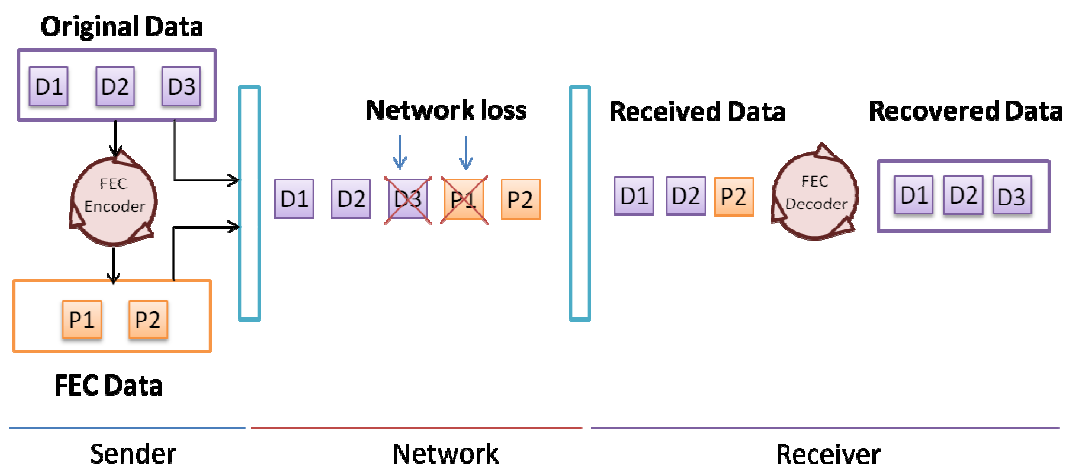 Original Data
D1 D2 D3
FEC
Encoder
P1 P2
FEC Data
Network loss
D1 D2 D3 P1 P2
Received Data
D1 D2 P2
FEC
Decoder
Recovered Data
D1 D2 D3
Sender
Network
Receiver